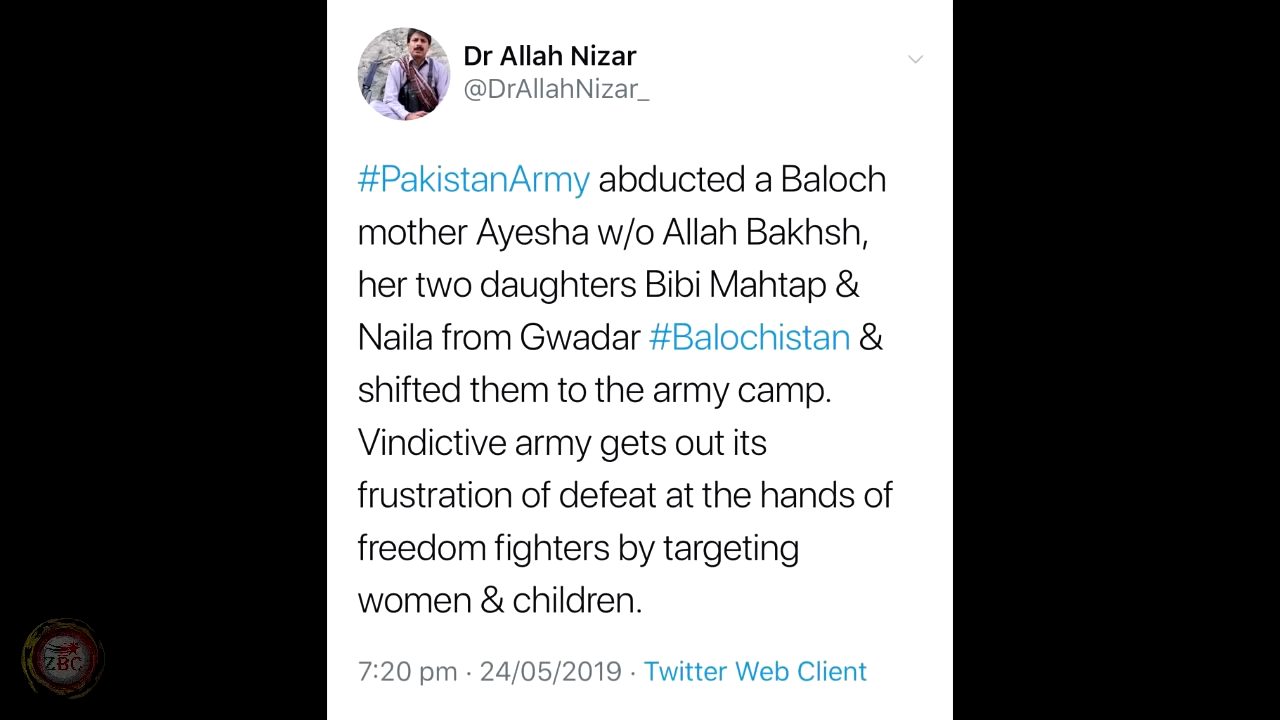 Dr Allah Nizar
@DrAllahNizar_
#PakistanArmy abducted a Baloch
mother Ayesha w/o Allah Bakhsh,
her two daughters Bibi Mahtap &
Naila from Gwadar #Balochistan &
shifted them to the army camp.
Vindictive army gets out its
frustration of defeat at the hands of
freedom fighters by targeting
women & children.
7:20 pm · 24/05/2019 · Twitter Web Client
ZBC